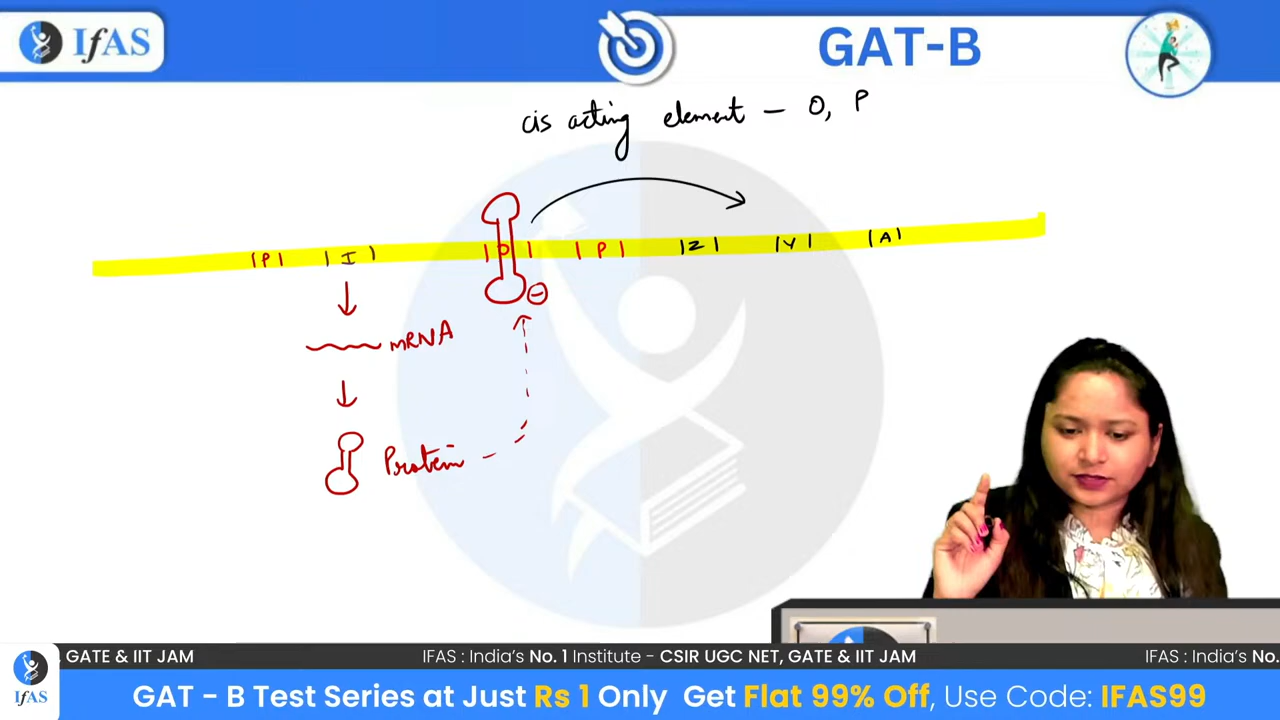 IfAS
GAT-B
cis acting element - O, P
|P| |I| |O| |P| |Z| |Y| |A|
mRNA
Protein
, GATE & IIT JAM IFAS : India's No. 1 Institute - CSIR UGC NET, GATE & IIT JAM IFAS : India's No.
IfAS
GAT - B Test Series at Just Rs 1 Only Get Flat 99% Off, Use Code: IFAS99